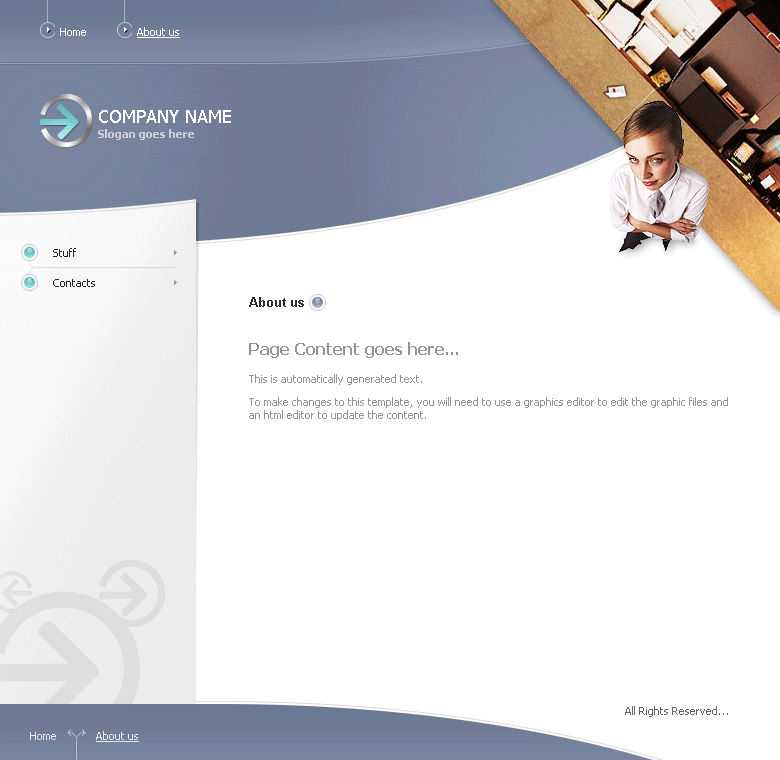 Home
About us
COMPANY NAME
Slogan goes here
Stuff
Contacts
About us
Page Content goes here...
This is automatically generated text.
To make changes to this template, you will need to use a graphics editor to edit the graphic files and
an html editor to update the content.
All Rights Reserved...
Home
About us